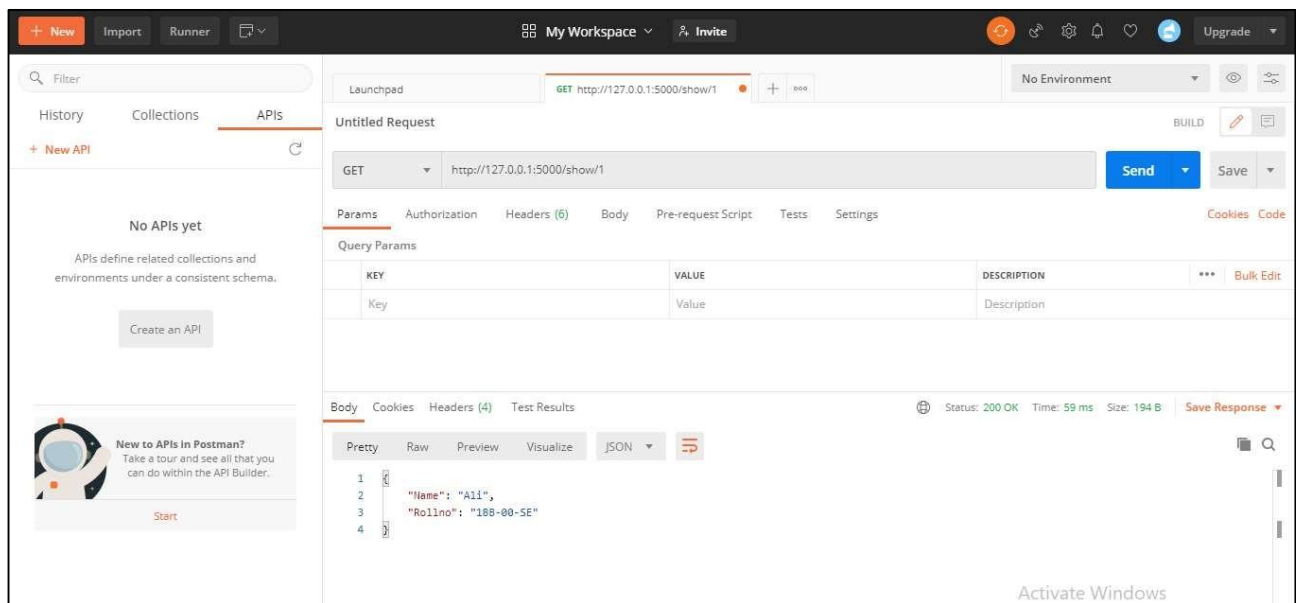 + New Import Runner My Workspace Invite Upgrade
Filter
History Collections APIs
+ New API
No APIs yet
APIs define related collections and
environments under a consistent schema.
Create an API
New to APIs in Postman?
Take a tour and see all that you
can do within the API Builder.
Start
Launchpad GET http://127.0.0.1:5000/show/1 + ooo No Environment
Untitled Request BUILD
GET http://127.0.0.1:5000/show/1 Send Save
Params Authorization Headers (6) Body Pre-request Script Tests Settings Cookies Code
Query Params
KEY VALUE DESCRIPTION ••• Bulk Edit
Key Value Description
Body Cookies Headers (4) Test Results Status: 200 OK Time: 59 ms Size: 194 B Save Response
Pretty Raw Preview Visualize JSON
1 {
2 "Name": "Ali",
3 "Rollno": "18B-00-SE"
4 }
Activate Windows